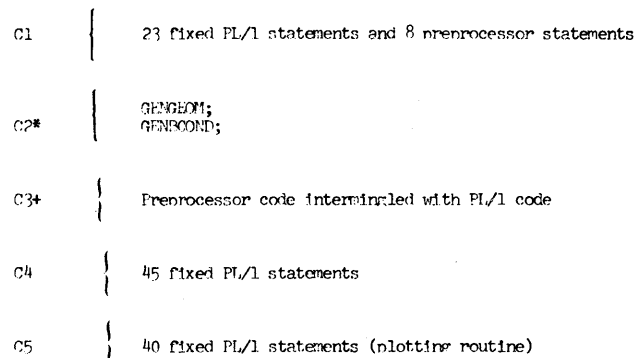 C1 { 23 fixed PL/1 statements and 8 preprocessor statements
C2* { GENGEOM;
GENBCOND;
C3+ { Preprocessor code intermingled with PL/1 code
C4 { 45 fixed PL/1 statements
C5 { 40 fixed PL/1 statements (plotting routine)